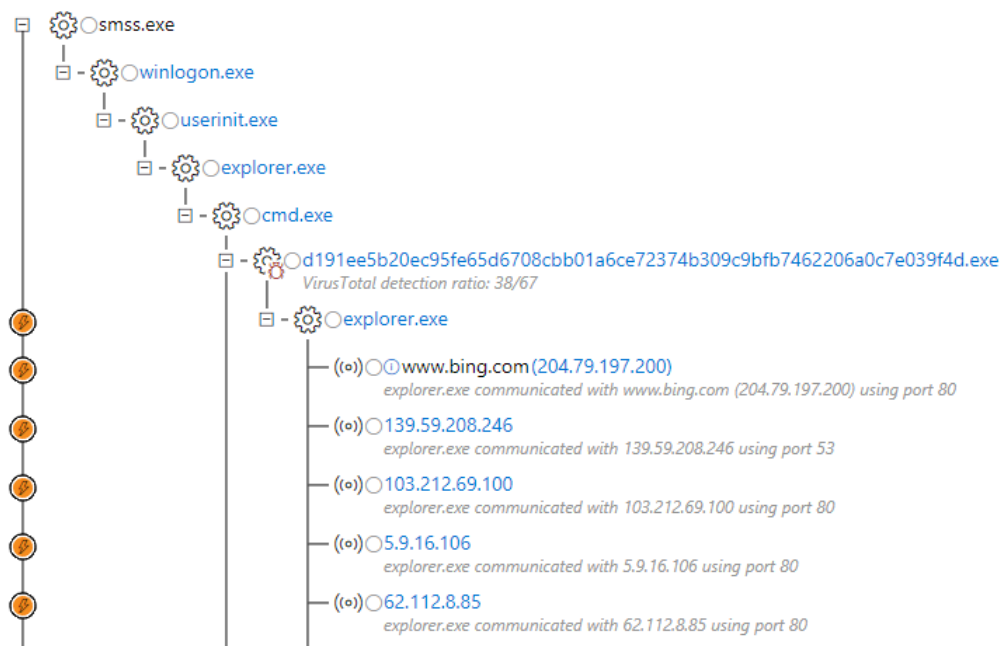 smss.exe
winlogon.exe
userinit.exe
explorer.exe
cmd.exe
d191ee5b20ec95fe65d6708cbb01a6ce72374b309c9bfb7462206a0c7e039f4d.exe
VirusTotal detection ratio: 38/67
explorer.exe
www.bing.com (204.79.197.200)
explorer.exe communicated with www.bing.com (204.79.197.200) using port 80
139.59.208.246
explorer.exe communicated with 139.59.208.246 using port 53
103.212.69.100
explorer.exe communicated with 103.212.69.100 using port 80
5.9.16.106
explorer.exe communicated with 5.9.16.106 using port 80
62.112.8.85
explorer.exe communicated with 62.112.8.85 using port 80